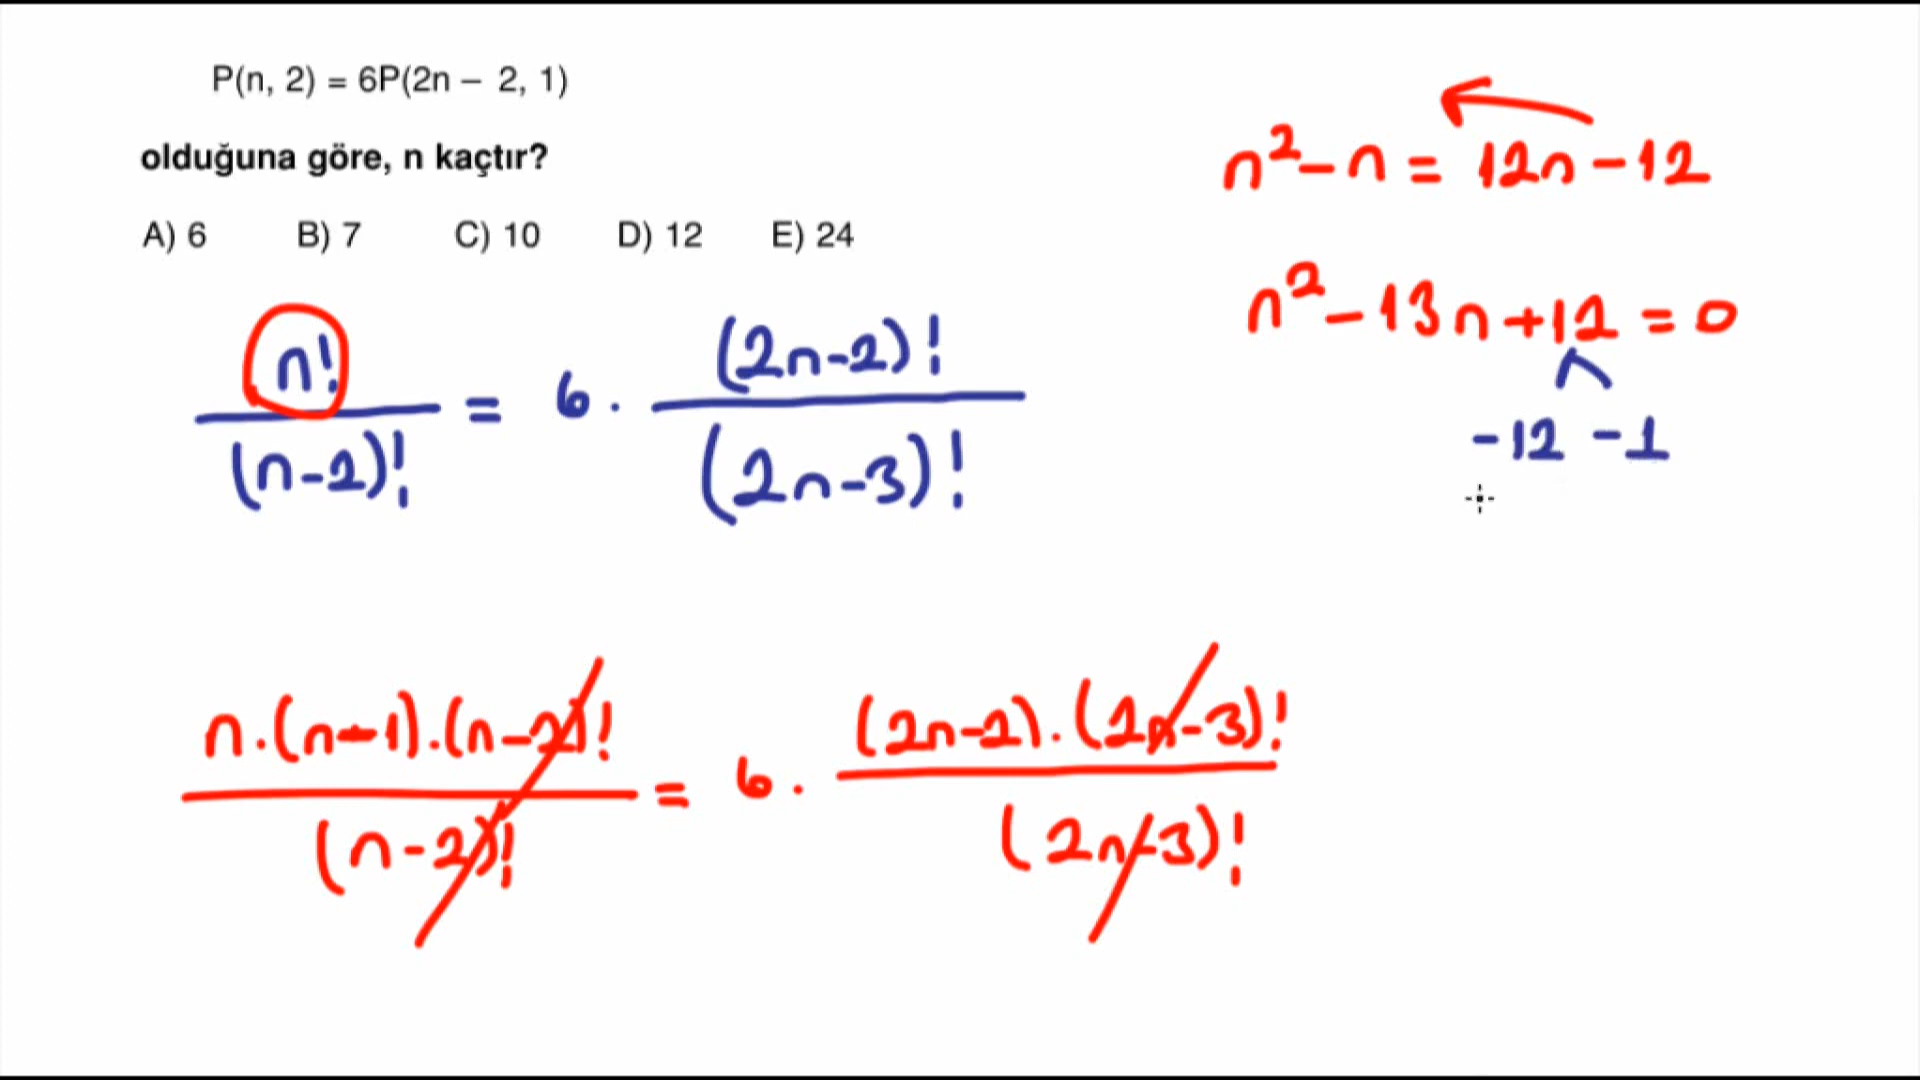 P(n, 2) = 6P(2n – 2, 1)
olduğuna göre, n kaçtır?
A) 6 B) 7 C) 10 D) 12 E) 24
n! / (n-2)! = 6 · (2n-2)! / (2n-3)!
n·(n-1)·(n-2)! / (n-2)! = 6 · (2n-2)·(2n-3)! / (2n-3)!
n²-n = 12n-12
n²-13n+12=0
-12 -1